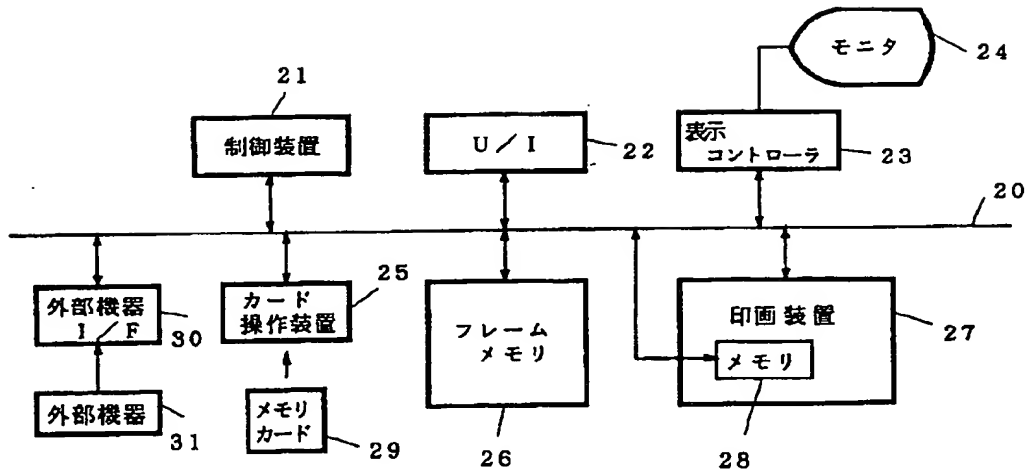 モニタ
24
21
制御装置
U/I
22
表示
コントローラ
23
20
外部機器
I/F
30
カード
操作装置
25
フレーム
メモリ
26
印画装置
27
メモリ
28
外部機器
31
メモリ
カード
29